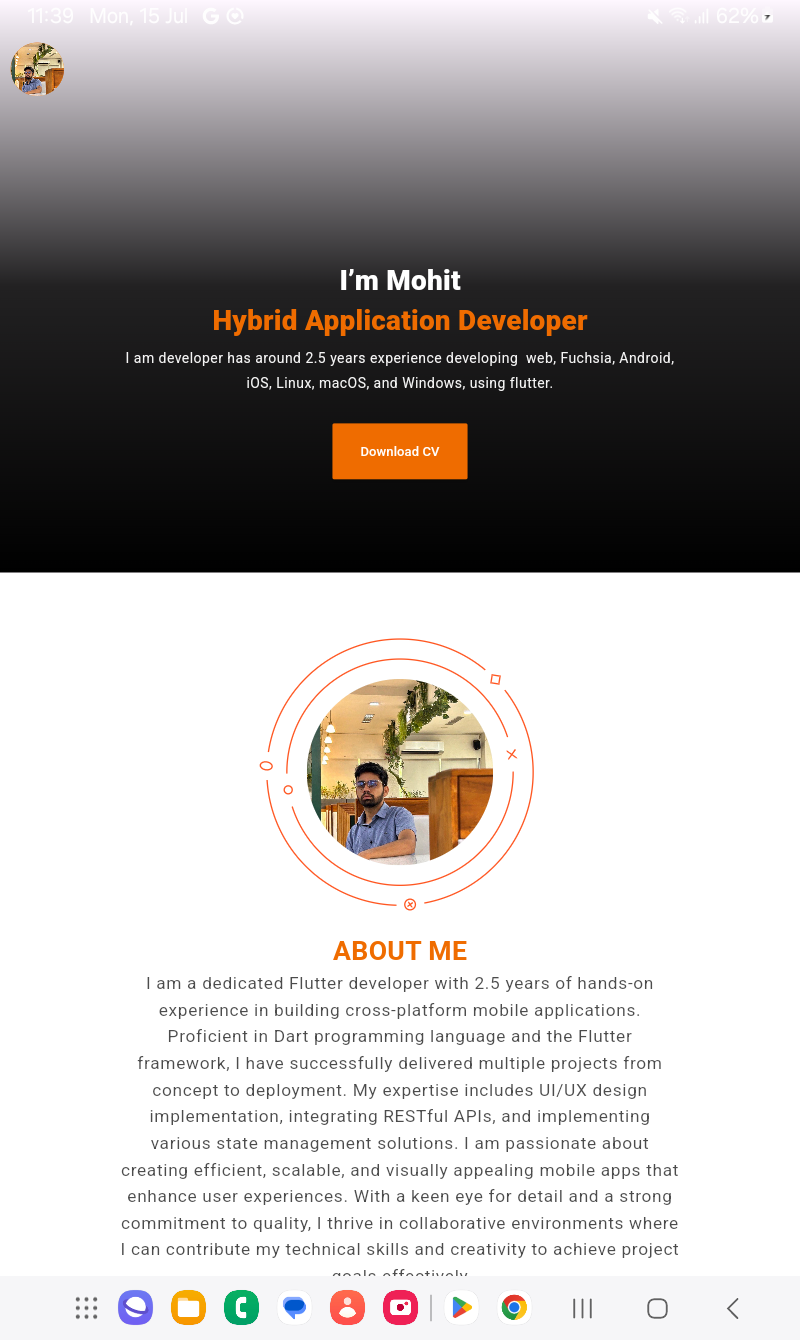 11:39 Mon, 15 Jul
62%
I’m Mohit
Hybrid Application Developer
I am developer has around 2.5 years experience developing  web, Fuchsia, Android,
iOS, Linux, macOS, and Windows, using flutter.
Download CV
ABOUT ME
I am a dedicated Flutter developer with 2.5 years of hands-on
experience in building cross-platform mobile applications.
Proficient in Dart programming language and the Flutter
framework, I have successfully delivered multiple projects from
concept to deployment. My expertise includes UI/UX design
implementation, integrating RESTful APIs, and implementing
various state management solutions. I am passionate about
creating efficient, scalable, and visually appealing mobile apps that
enhance user experiences. With a keen eye for detail and a strong
commitment to quality, I thrive in collaborative environments where
I can contribute my technical skills and creativity to achieve project
goals effectively.